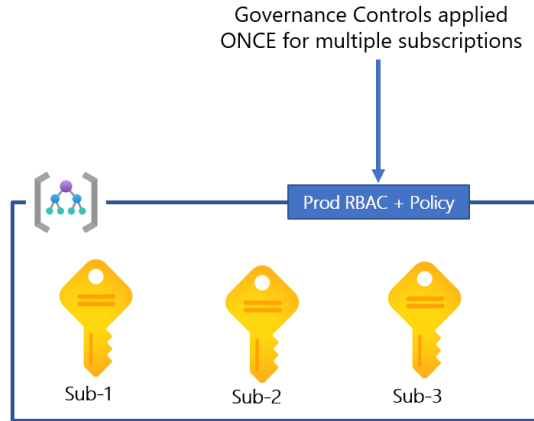 Governance Controls applied
ONCE for multiple subscriptions
Prod RBAC + Policy
Sub-1
Sub-2
Sub-3